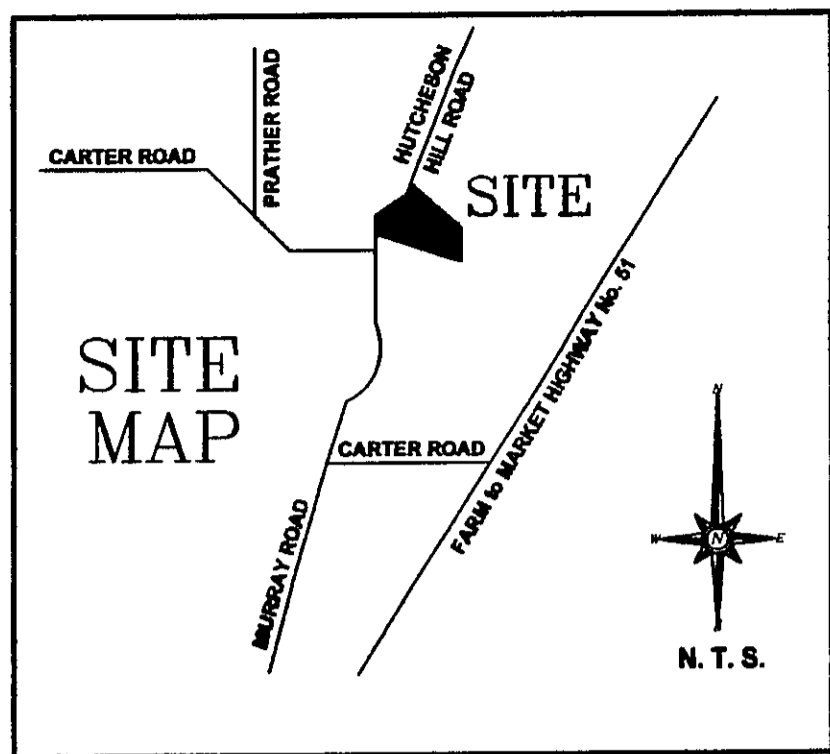 PRATHER ROAD
HUTCHESON
HILL ROAD
CARTER ROAD
SITE
SITE
MAP
FARM to MARKET HIGHWAY No. 51
CARTER ROAD
MURRAY ROAD
N
W
N
E
S
N. T. S.